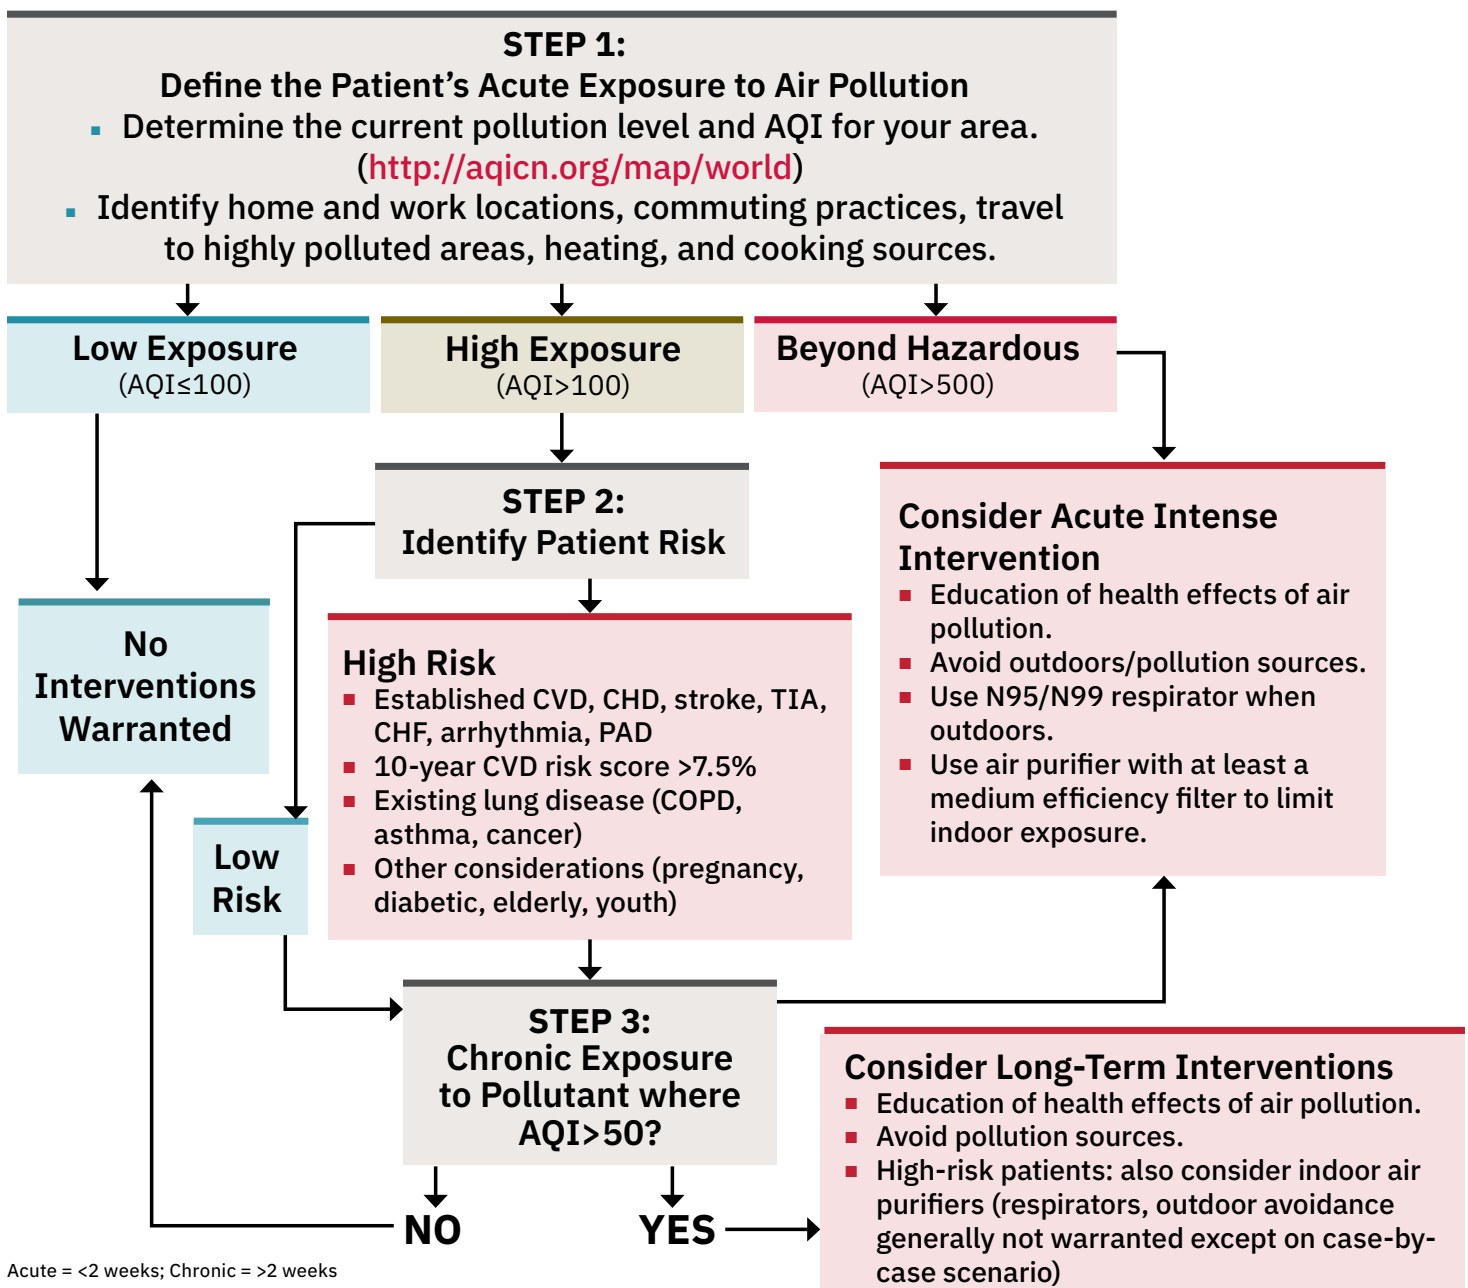 STEP 1:
Define the Patient’s Acute Exposure to Air Pollution
▪ Determine the current pollution level and AQI for your area.
(http://aqicn.org/map/world)
▪ Identify home and work locations, commuting practices, travel
to highly polluted areas, heating, and cooking sources.
Low Exposure
(AQI≤100)
High Exposure
(AQI>100)
Beyond Hazardous
(AQI>500)
STEP 2:
Identify Patient Risk
Consider Acute Intense
Intervention
▪ Education of health effects of air
pollution.
▪ Avoid outdoors/pollution sources.
▪ Use N95/N99 respirator when
outdoors.
▪ Use air purifier with at least a
medium efficiency filter to limit
indoor exposure.
No
Interventions
Warranted
High Risk
▪ Established CVD, CHD, stroke, TIA,
CHF, arrhythmia, PAD
▪ 10-year CVD risk score >7.5%
▪ Existing lung disease (COPD,
asthma, cancer)
▪ Other considerations (pregnancy,
diabetic, elderly, youth)
Low
Risk
STEP 3:
Chronic Exposure
to Pollutant where
AQI>50?
NO
YES
Consider Long-Term Interventions
▪ Education of health effects of air pollution.
▪ Avoid pollution sources.
▪ High-risk patients: also consider indoor air
purifiers (respirators, outdoor avoidance
generally not warranted except on case-by-
case scenario)
Acute = <2 weeks; Chronic = >2 weeks